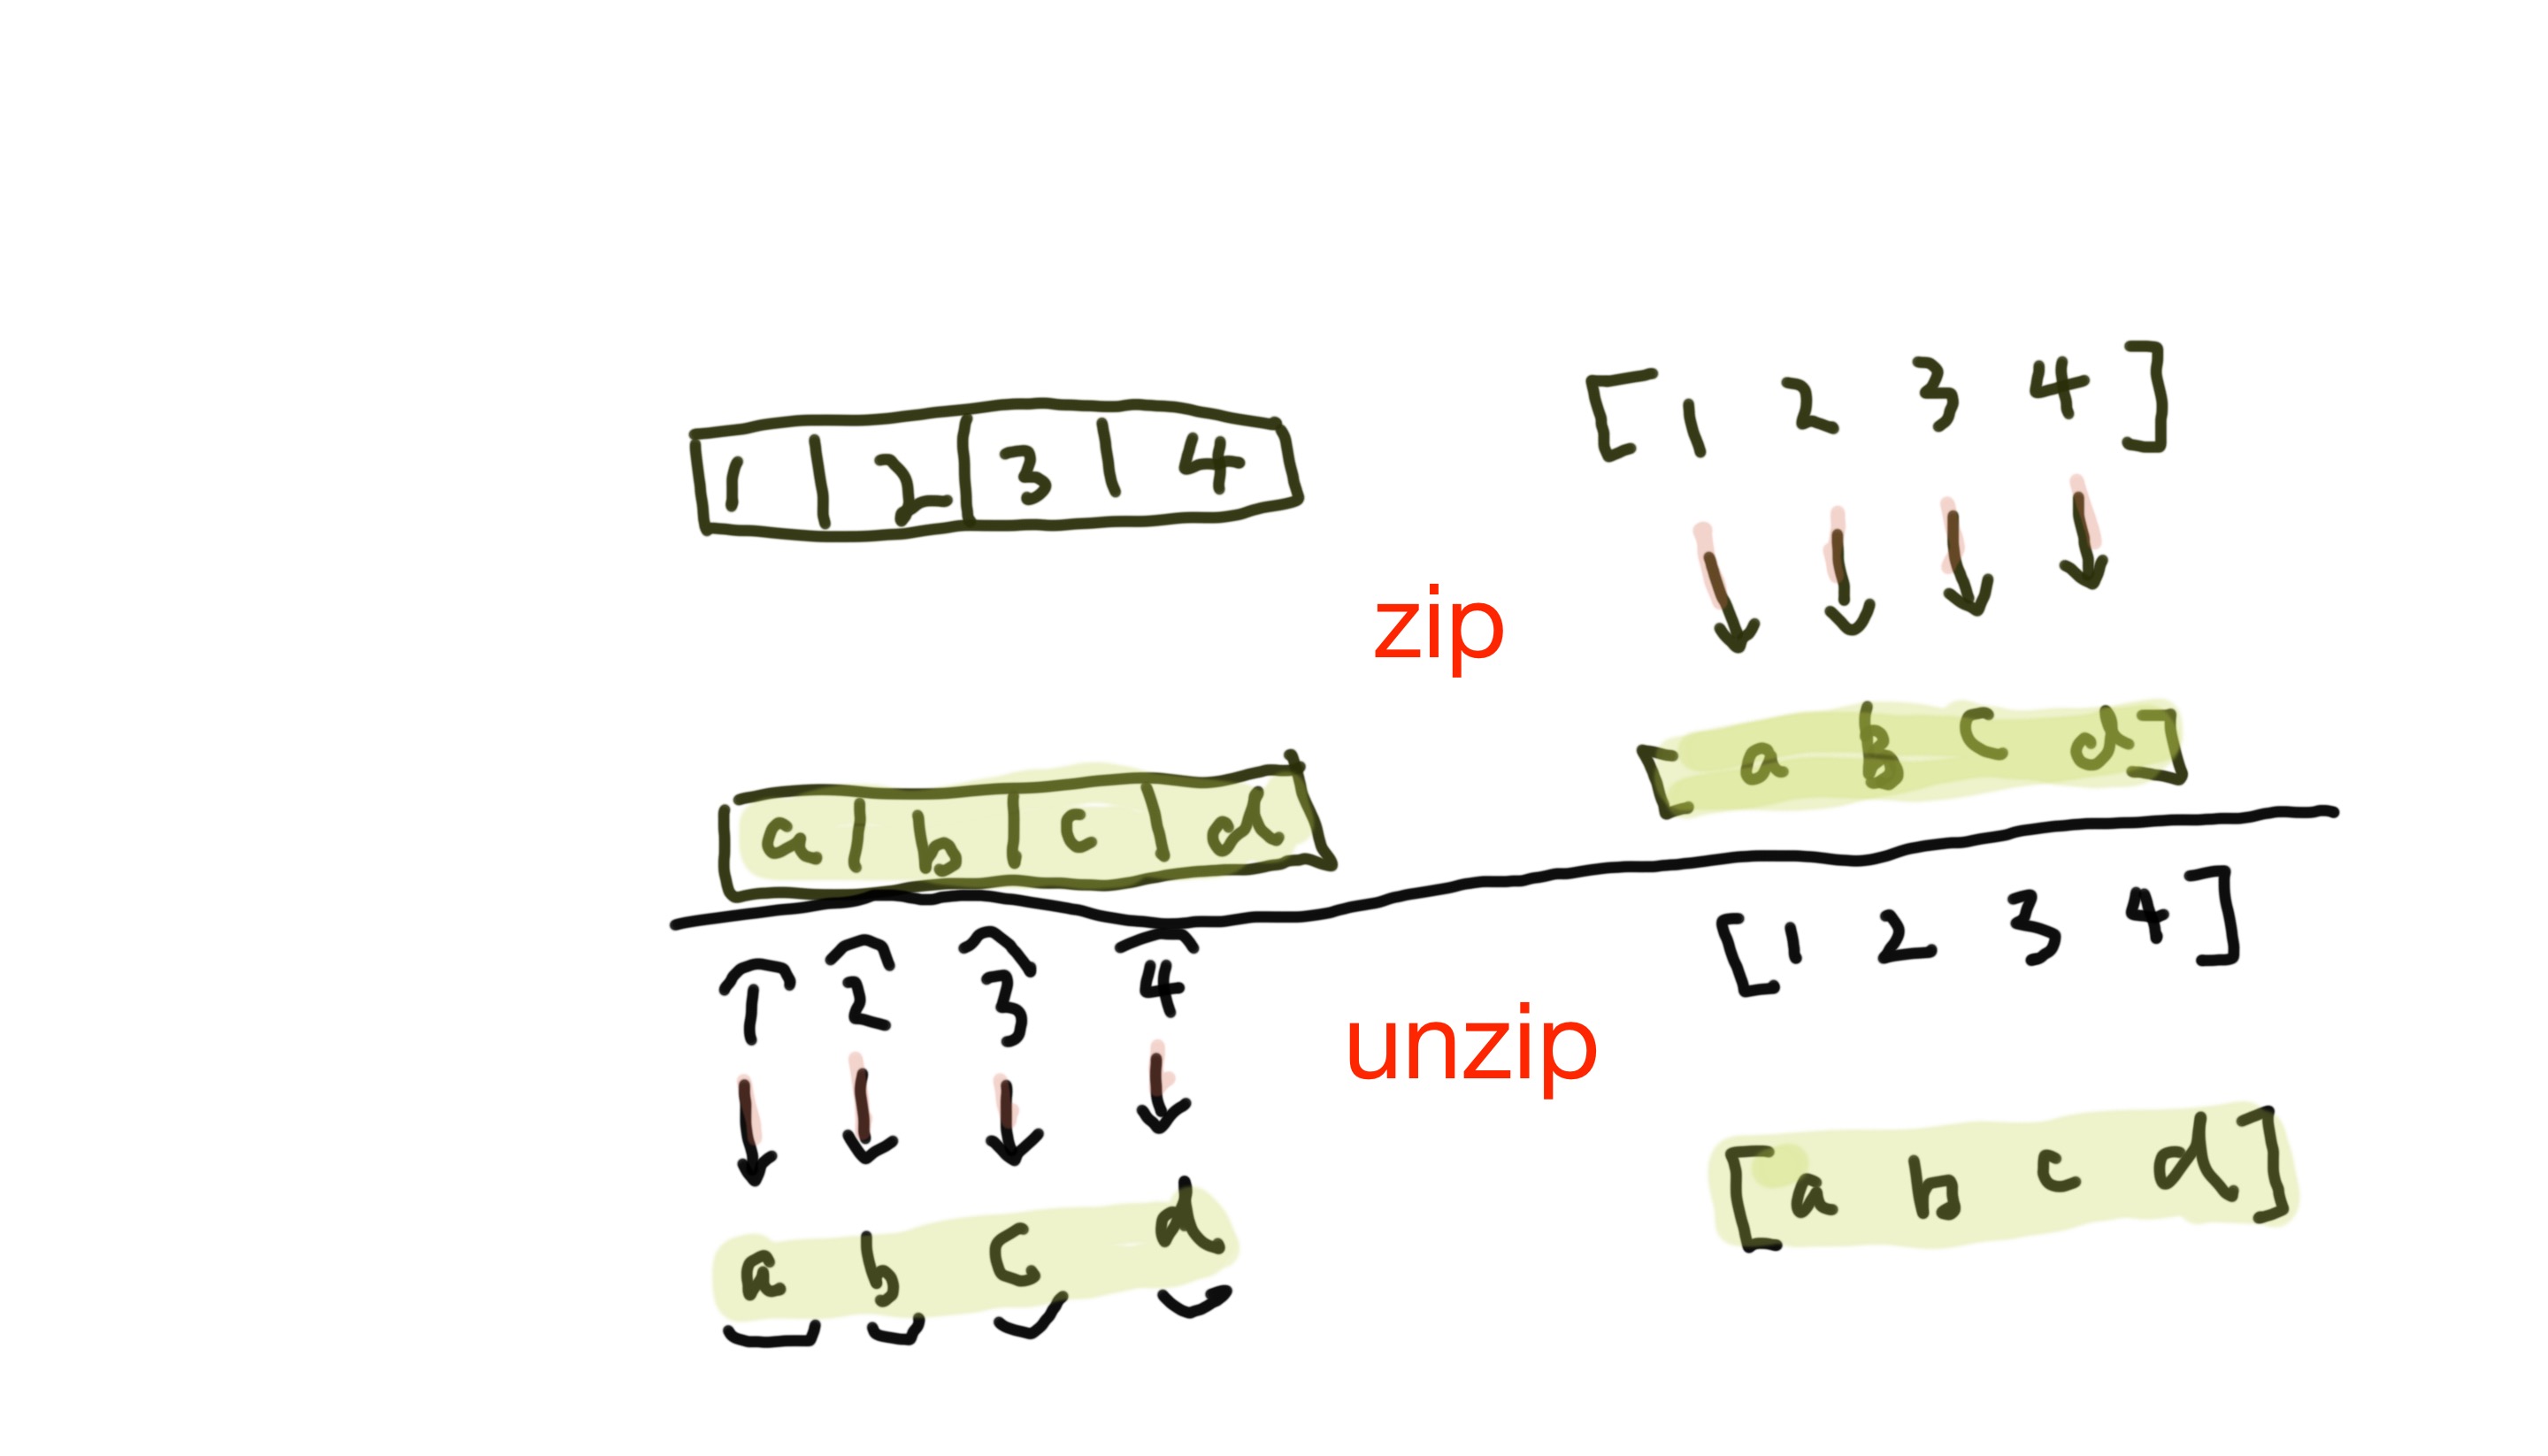 1 | 2 | 3 | 4
[ 1 2 3 4 ]
zip
a | b | c | d
[ a b c d ]
1 2 3 4
[ 1 2 3 4 ]
unzip
a b c d
[ a b c d ]